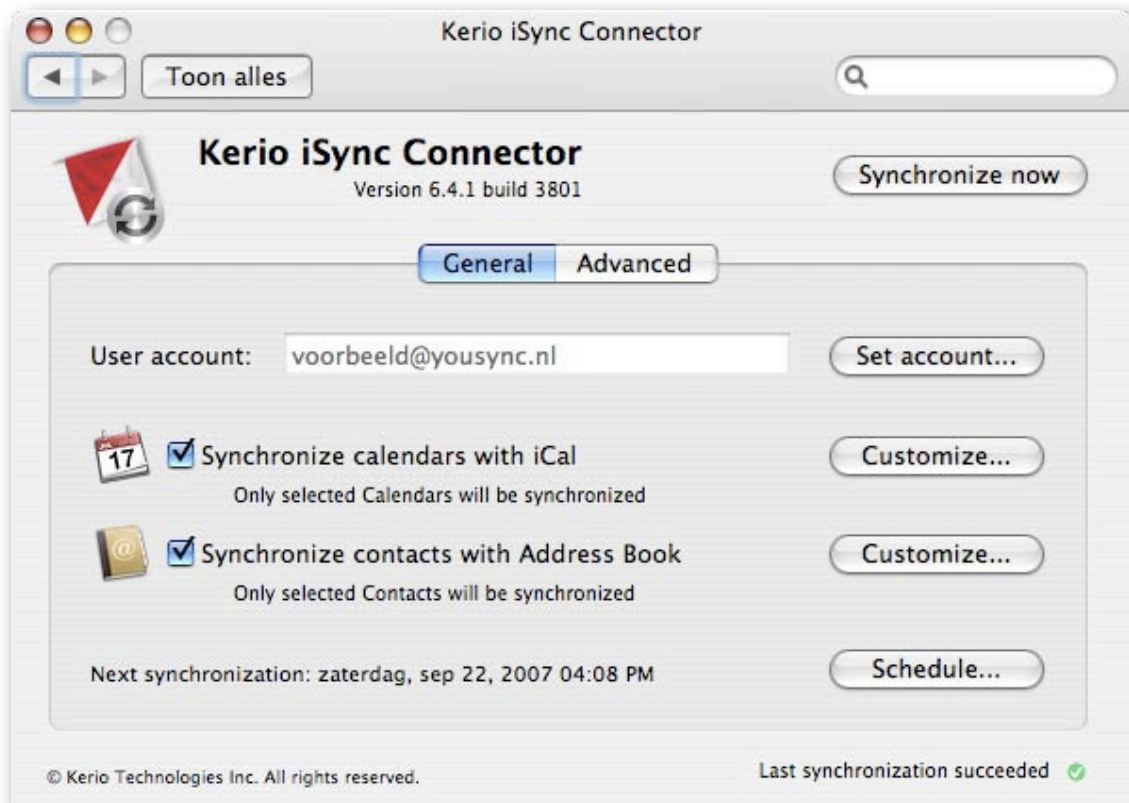 Kerio iSync Connector
Toon alles
Kerio iSync Connector
Version 6.4.1 build 3801
Synchronize now
General Advanced
User account: voorbeeld@yousync.nl Set account...
JUL
17
Synchronize calendars with iCal Customize...
Only selected Calendars will be synchronized
@
Synchronize contacts with Address Book Customize...
Only selected Contacts will be synchronized
Next synchronization: zaterdag, sep 22, 2007 04:08 PM Schedule...
© Kerio Technologies Inc. All rights reserved. Last synchronization succeeded